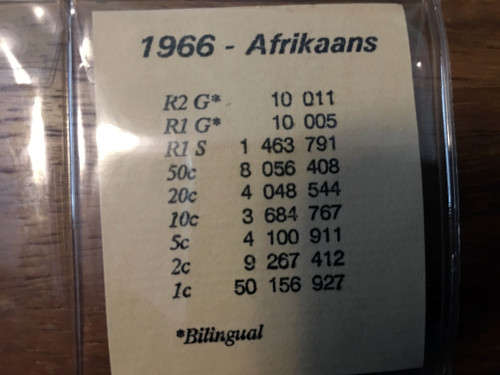 1966 - Afrikaans
R2 G* 10 011
R1 G* 10 005
R1 S 1 463 791
50c 8 056 408
20c 4 048 544
10c 3 684 767
5c 4 100 911
2c 9 267 412
1c 50 156 927
*Bilingual